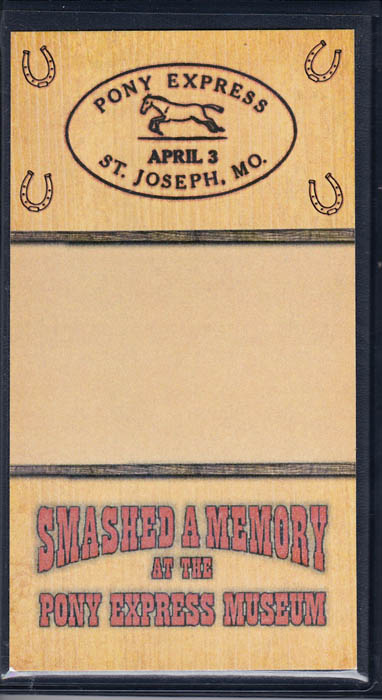 PONY EXPRESS
APRIL 3
ST. JOSEPH, MO.
SMASHED A MEMORY
AT THE
PONY EXPRESS MUSEUM